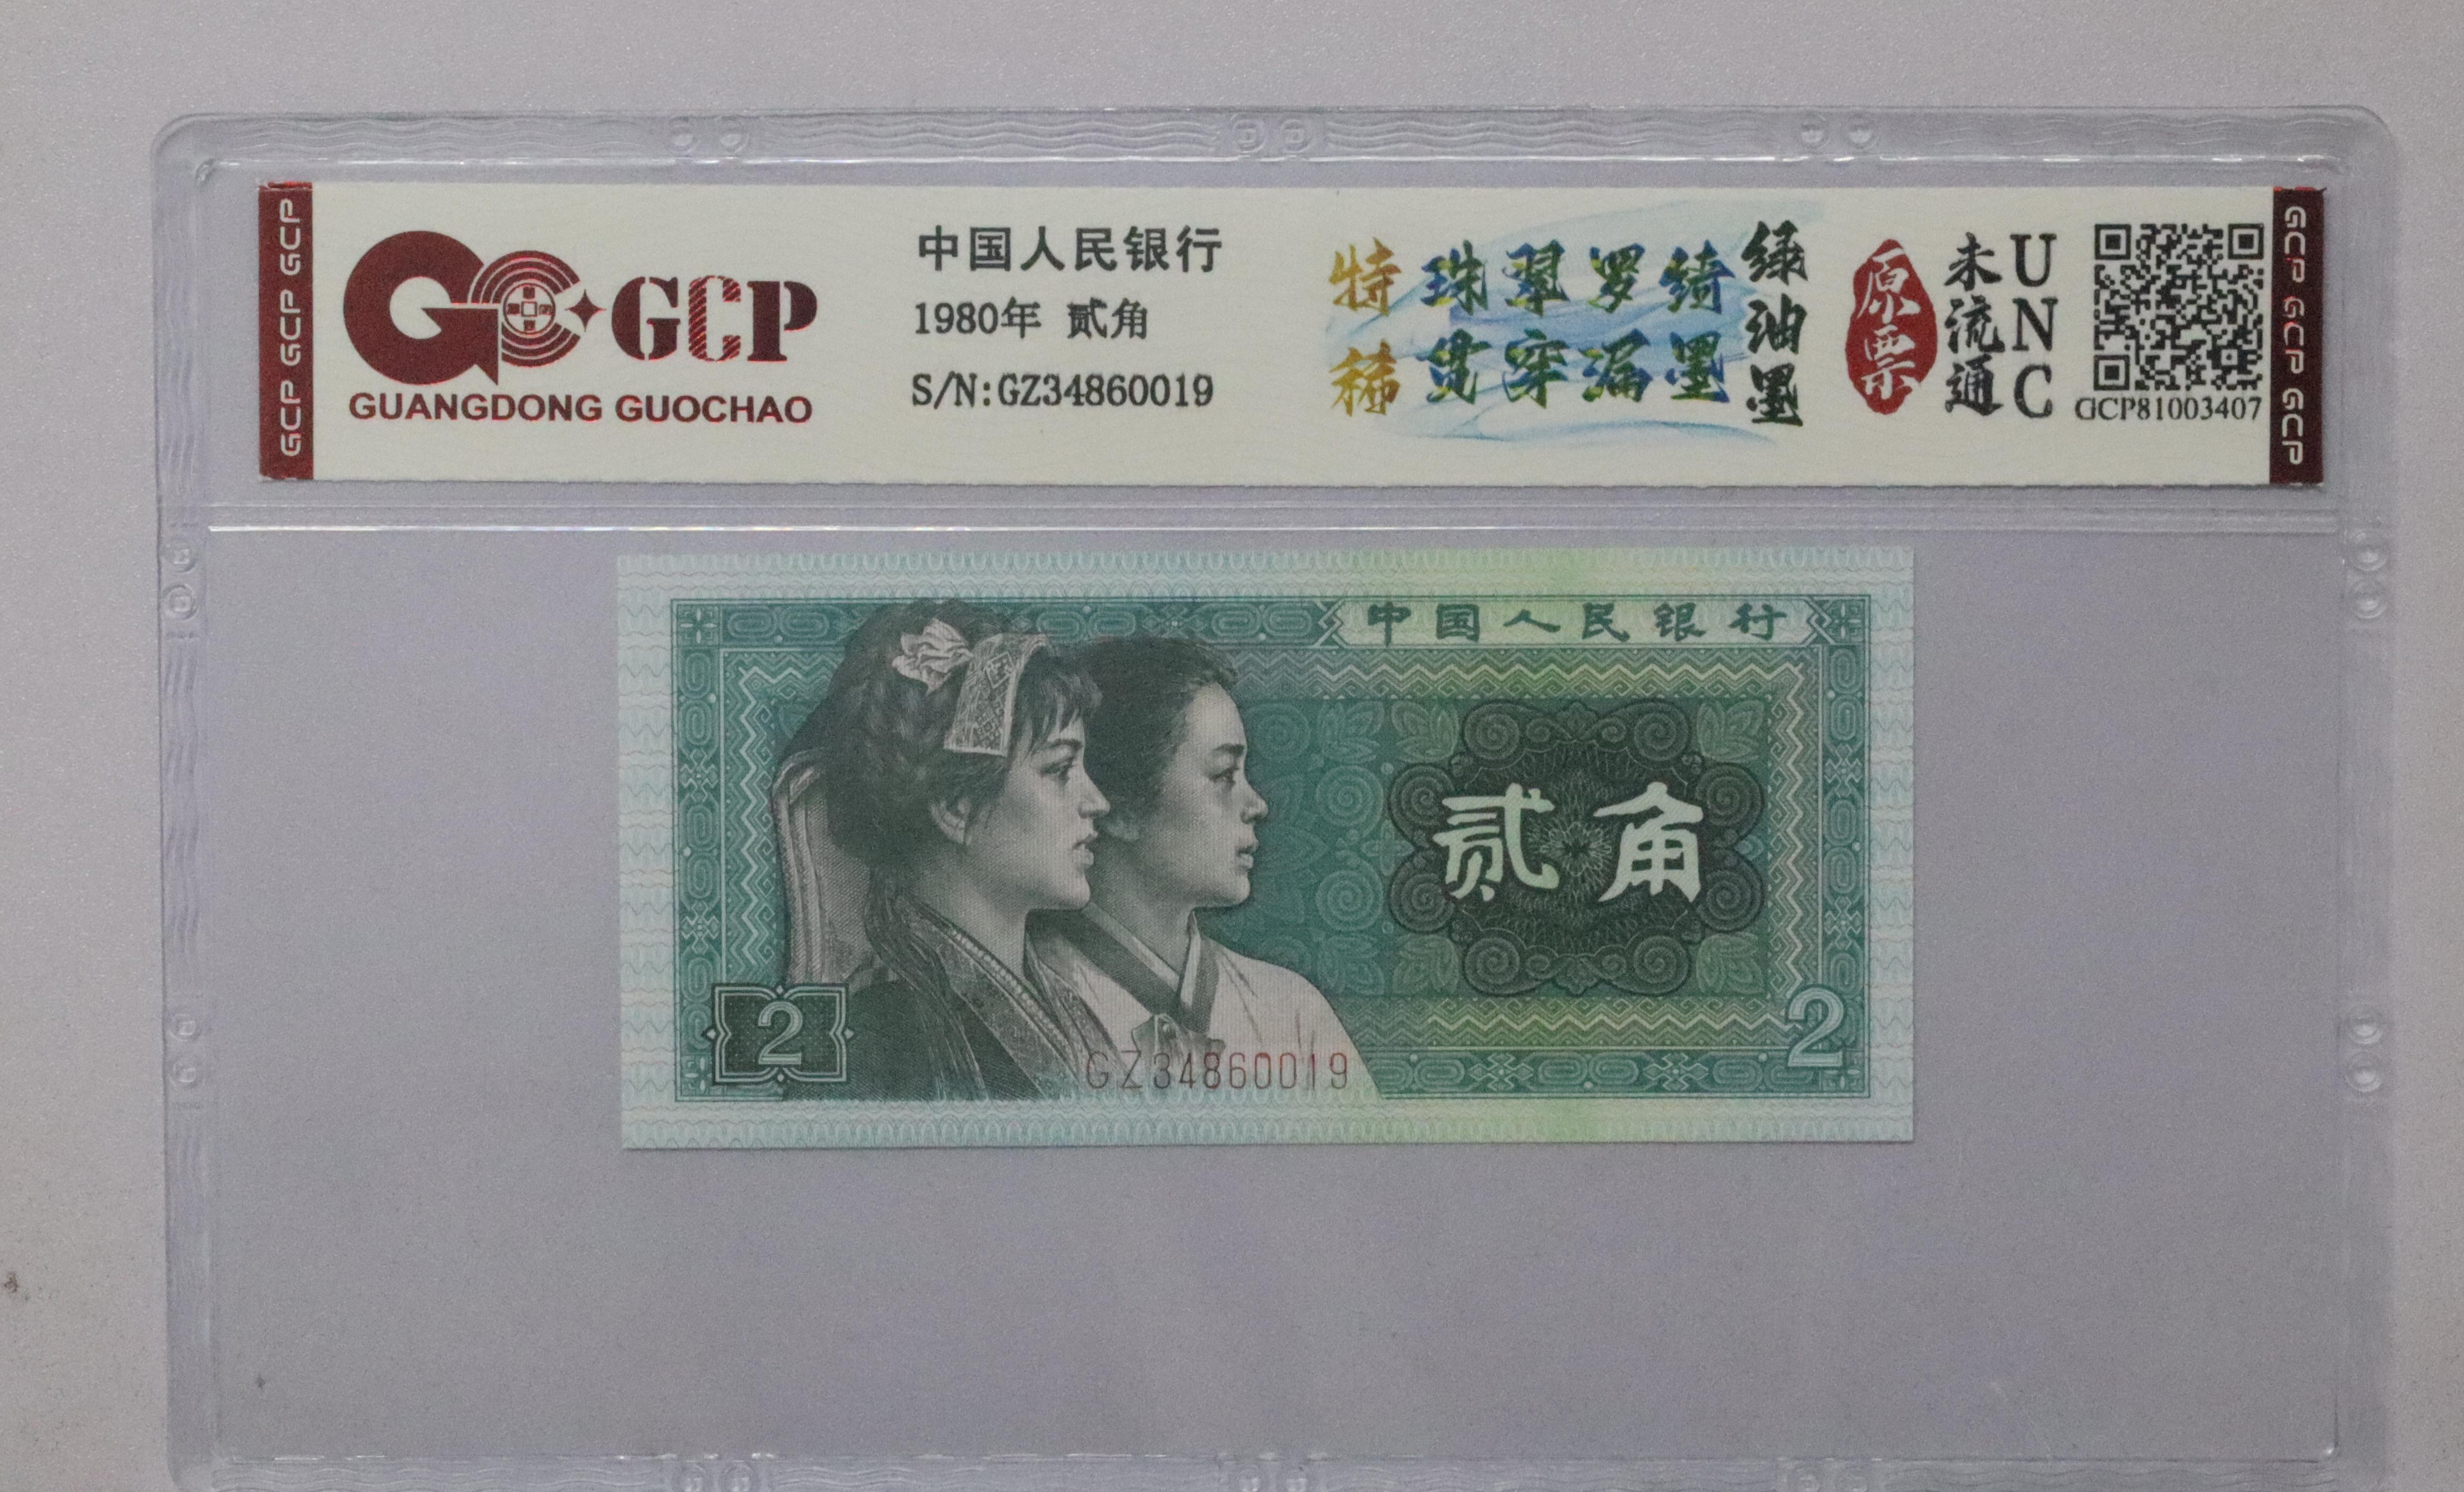 GCP GCP GCP
GCP
GUANGDONG GUOCHAO
中国人民银行
1980年 贰角
S/N:GZ34860019
特稀
珠翠罗绮
贯穿漏墨
绿油墨
原票
未流通
UNC
GCP81003407
GCP GCP GCP
中国人民银行
贰角
2
2
GZ34860019